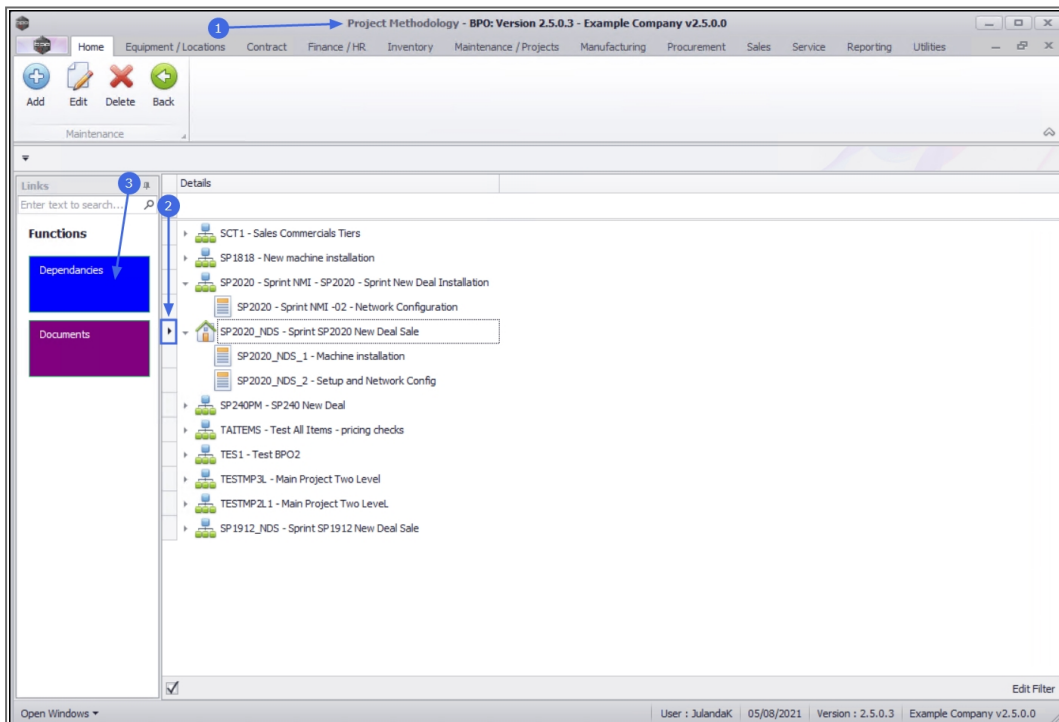 1
Project Methodology - BPO: Version 2.5.0.3 - Example Company v2.5.0.0
Home Equipment / Locations Contract Finance / HR Inventory Maintenance / Projects Manufacturing Procurement Sales Service Reporting Utilities
Add Edit Delete Back
Maintenance
Links 3
Details
Enter text to search... 2
Functions
Dependancies
Documents
SCT1 - Sales Commercials Tiers
SP1818 - New machine installation
SP2020 - Sprint NMI - SP2020 - Sprint New Deal Installation
SP2020 - Sprint NMI -02 - Network Configuration
SP2020_NDS - Sprint SP2020 New Deal Sale
SP2020_NDS_1 - Machine installation
SP2020_NDS_2 - Setup and Network Config
SP240PM - SP240 New Deal
TAITEMS - Test All Items - pricing checks
TES1 - Test BPO2
TESTMP3L - Main Project Two Level
TESTMP2L1 - Main Project Two LeveL
SP1912_NDS - Sprint SP1912 New Deal Sale
Edit Filter
Open Windows User : JulandaK 05/08/2021 Version : 2.5.0.3 Example Company v2.5.0.0